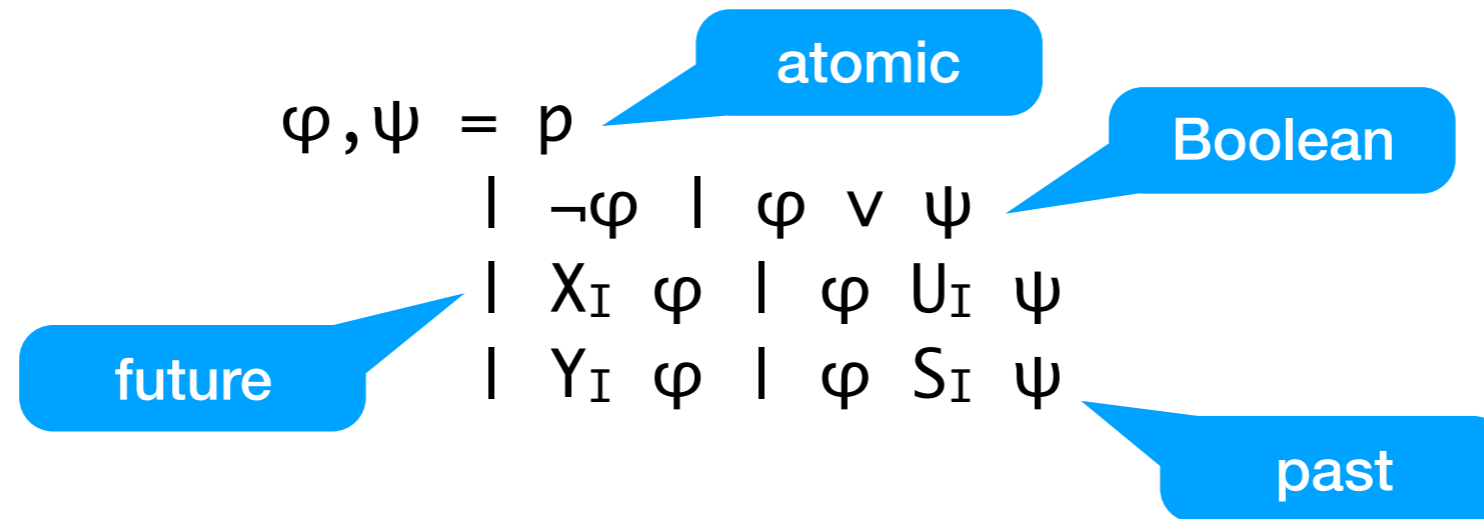 atomic
φ,ψ = p
Boolean
| ¬φ | φ ∨ ψ
| X_I φ | φ U_I ψ
future
| Y_I φ | φ S_I ψ
past